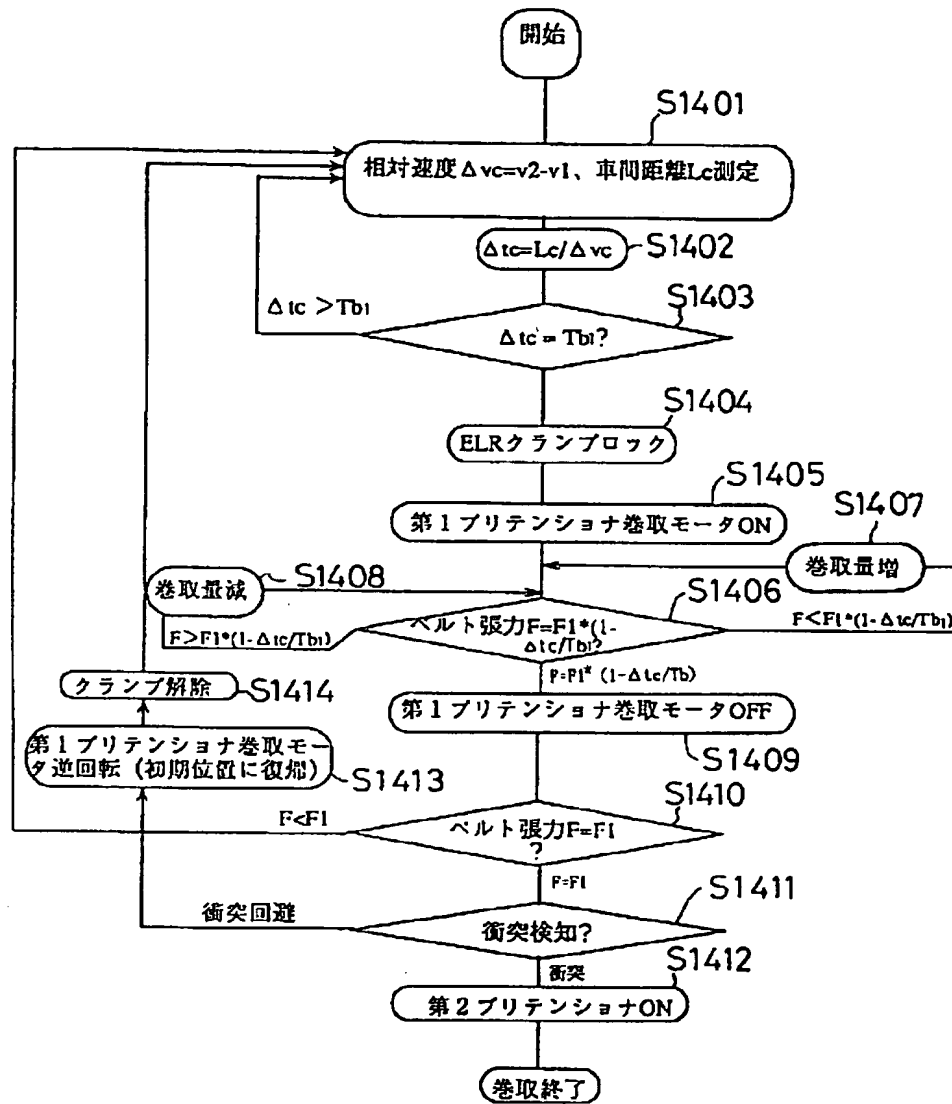 開始
S1401
相対速度Δvc=v2-v1、車間距離Lc測定
Δtc=Lc/Δvc
S1402
S1403
Δtc >Tb1
Δtc = Tb1?
S1404
ELRクランプロック
S1405
第1プリテンショナ巻取モータON
S1407
巻取量増
S1408
巻取量減
S1406
ベルト張力F=F1*(1-
Δtc/Tb1?
F>F1*(1-Δtc/Tb1)
F<F1*(1-Δtc/Tb1)
F=F1* (1-Δtc/Tb)
クランプ解除
S1414
第1プリテンショナ巻取モータOFF
S1409
第1プリテンショナ巻取モー
タ逆回転(初期位置に復帰)
S1413
S1410
F<F1
ベルト張力F=F1
?
F=F1
S1411
衝突回避
衝突検知?
衝突
S1412
第2プリテンショナON
巻取終了